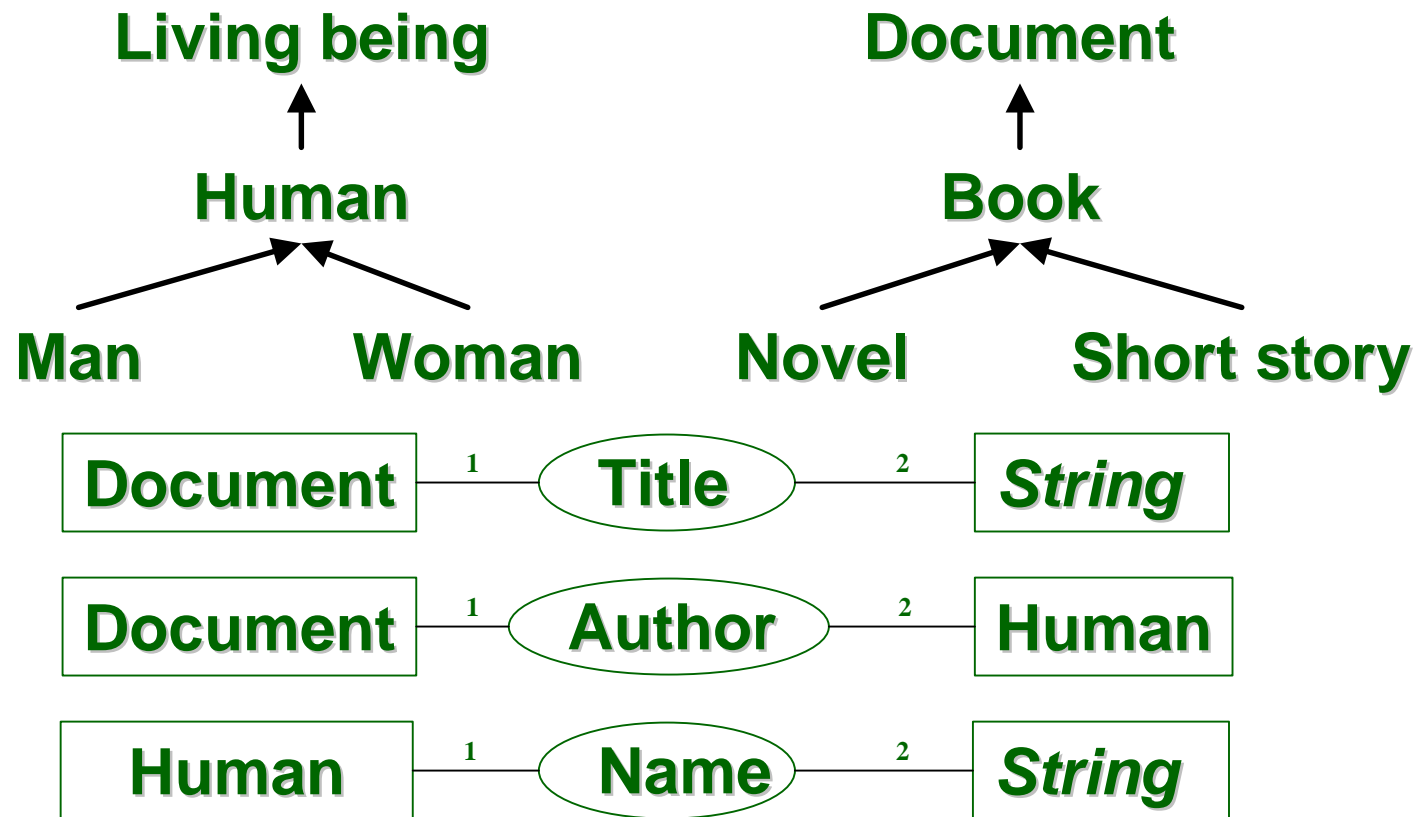 Living being Document
Human Book
Man Woman Novel Short story
Document 1 Title 2 String
Document 1 Author 2 Human
Human 1 Name 2 String